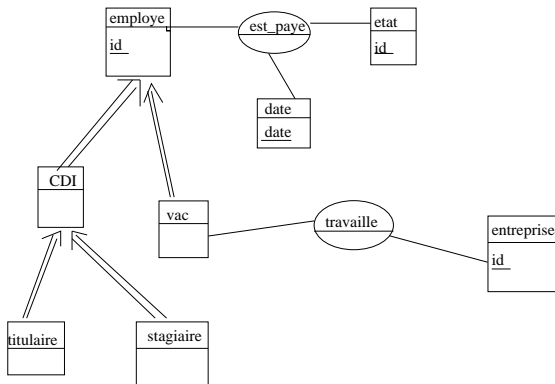 employe
id
est_paye
etat
id
date
date
CDI
vac
travaille
entreprise
id
titulaire
stagiaire